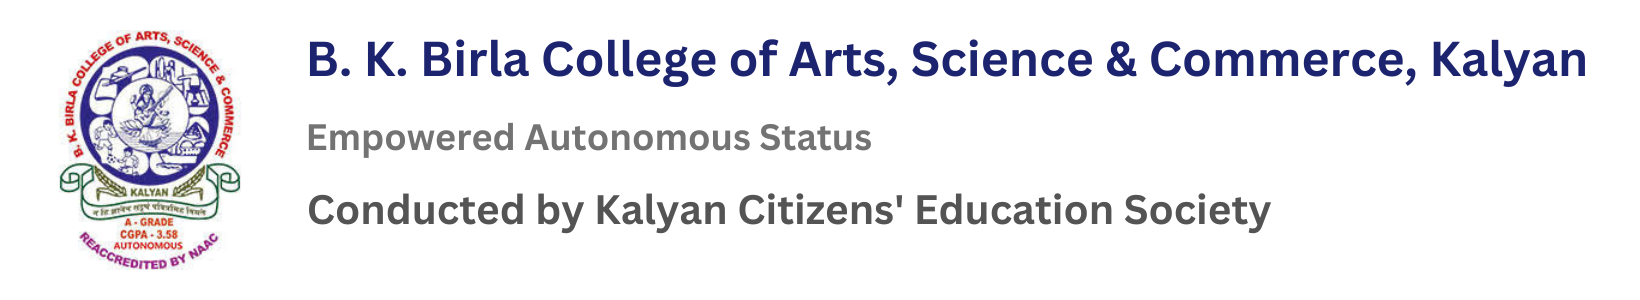 B. K. BIRLA COLLEGE OF ARTS, SCIENCE & COMMERCE
KALYAN
न हि ज्ञानेन सदृशं पवित्रमिह विद्यते
A - GRADE
CGPA - 3.58
AUTONOMOUS
REACCREDITED BY NAAC
B. K. Birla College of Arts, Science & Commerce, Kalyan
Empowered Autonomous Status
Conducted by Kalyan Citizens' Education Society